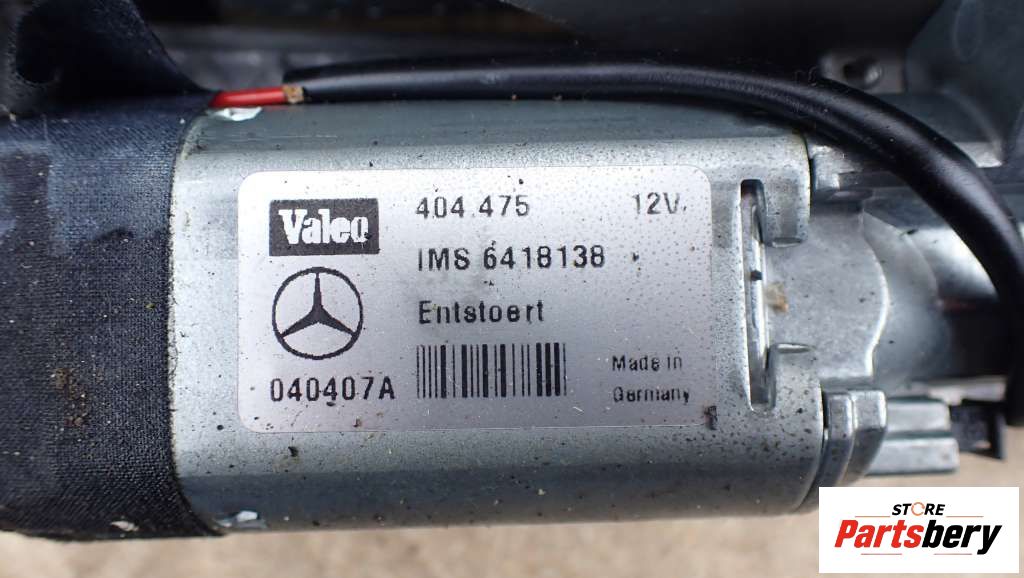 Valeo
404.475 12V.
IMS 6418138
Entstoert
040407A
Made in
Germany
STORE
Partsbery